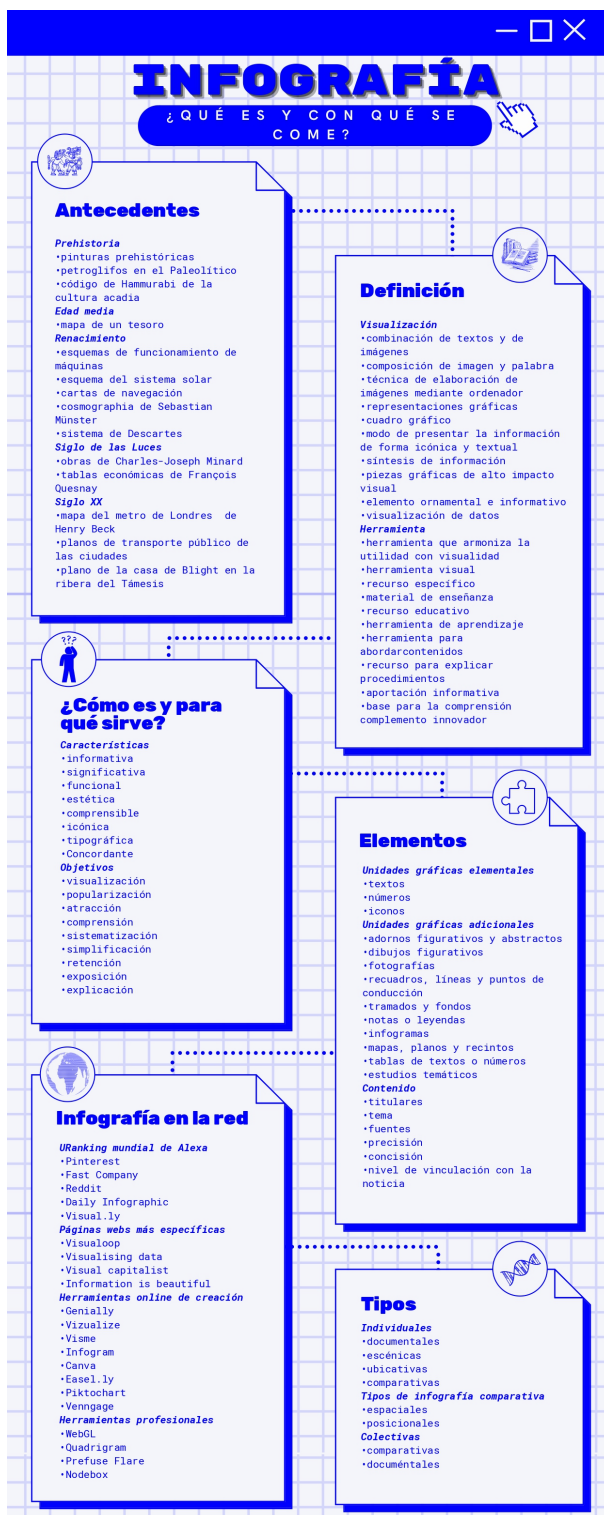 INFOGRAFÍA
¿QUÉ ES Y CON QUÉ SE
COME?
Antecedentes
Prehistoria
•pinturas prehistóricas
•petroglifos en el Paleolítico
•código de Hammurabi de la
cultura acadia
Edad media
•mapa de un tesoro
Renacimiento
•esquemas de funcionamiento de
máquinas
•esquema del sistema solar
•cartas de navegación
•cosmographia de Sebastian
Münster
•sistema de Descartes
Siglo de las Luces
•obras de Charles-Joseph Minard
•tablas económicas de François
Quesnay
Siglo XX
•mapa del metro de Londres  de
Henry Beck
•planos de transporte público de
las ciudades
•plano de la casa de Blight en la
ribera del Támesis
Definición
Visualización
•combinación de textos y de
imágenes
•composición de imagen y palabra
•técnica de elaboración de
imágenes mediante ordenador
•representaciones gráficas
•cuadro gráfico
•modo de presentar la información
de forma icónica y textual
•síntesis de información
•piezas gráficas de alto impacto
visual
•elemento ornamental e informativo
•visualización de datos
Herramienta
•herramienta que armoniza la
utilidad con visualidad
•herramienta visual
•recurso específico
•material de enseñanza
•recurso educativo
•herramienta de aprendizaje
•herramienta para
abordarcontenidos
•recurso para explicar
procedimientos
•aportación informativa
•base para la comprensión
complemento innovador
???
¿Cómo es y para
qué sirve?
Características
•informativa
•significativa
•funcional
•estética
•comprensible
•icónica
•tipográfica
•Concordante
Objetivos
•visualización
•popularización
•atracción
•comprensión
•sistematización
•simplificación
•retención
•exposición
•explicación
Elementos
Unidades gráficas elementales
•textos
•números
•iconos
Unidades gráficas adicionales
•adornos figurativos y abstractos
•dibujos figurativos
•fotografías
•recuadros, líneas y puntos de
conducción
•tramados y fondos
•notas o leyendas
•infogramas
•mapas, planos y recintos
•tablas de textos o números
•estudios temáticos
Contenido
•titulares
•tema
•fuentes
•precisión
•concisión
•nivel de vinculación con la
noticia
Infografía en la red
URanking mundial de Alexa
•Pinterest
•Fast Company
•Reddit
•Daily Infographic
•Visual.ly
Páginas webs más específicas
•Visualoop
•Visualising data
•Visual capitalist
•Information is beautiful
Herramientas online de creación
•Genially
•Vizualize
•Visme
•Infogram
•Canva
•Easel.ly
•Piktochart
•Venngage
Herramientas profesionales
•WebGL
•Quadrigram
•Prefuse Flare
•Nodebox
Tipos
Individuales
•documentales
•escénicas
•ubicativas
•comparativas
Tipos de infografía comparativa
•espaciales
•posicionales
Colectivas
•comparativas
•documéntales